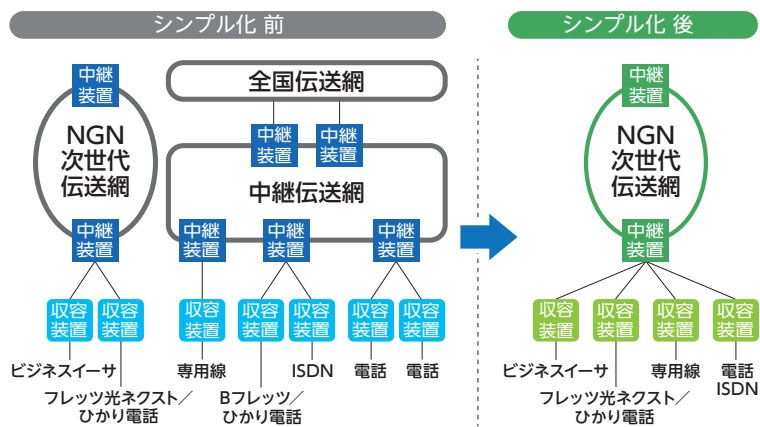 シンプル化 前
シンプル化 後
中継
装置
NGN
次世代
伝送網
中継
装置
全国伝送網
中継
装置
中継
装置
中継伝送網
中継
装置
中継
装置
中継
装置
収容
装置
収容
装置
収容
装置
収容
装置
収容
装置
収容
装置
収容
装置
ビジネスイーサ
フレッツ光ネクスト／
ひかり電話
専用線
Bフレッツ／
ひかり電話
ISDN
電話
電話
中継
装置
NGN
次世代
伝送網
中継
装置
収容
装置
収容
装置
収容
装置
収容
装置
ビジネスイーサ
フレッツ光ネクスト／
ひかり電話
専用線
電話
ISDN